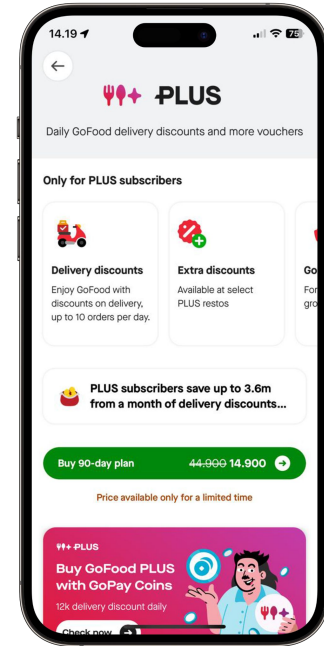 14.19
75
PLUS
Daily GoFood delivery discounts and more vouchers
Only for PLUS subscribers
Delivery discounts
Enjoy GoFood with
discounts on delivery,
up to 10 orders per day.
Extra discounts
Available at select
PLUS restos
Go
For
gro
PLUS subscribers save up to 3.6m
from a month of delivery discounts...
Buy 90-day plan 44.900 14.900
Price available only for a limited time
PLUS
Buy GoFood PLUS
with GoPay Coins
12k delivery discount daily
Check now